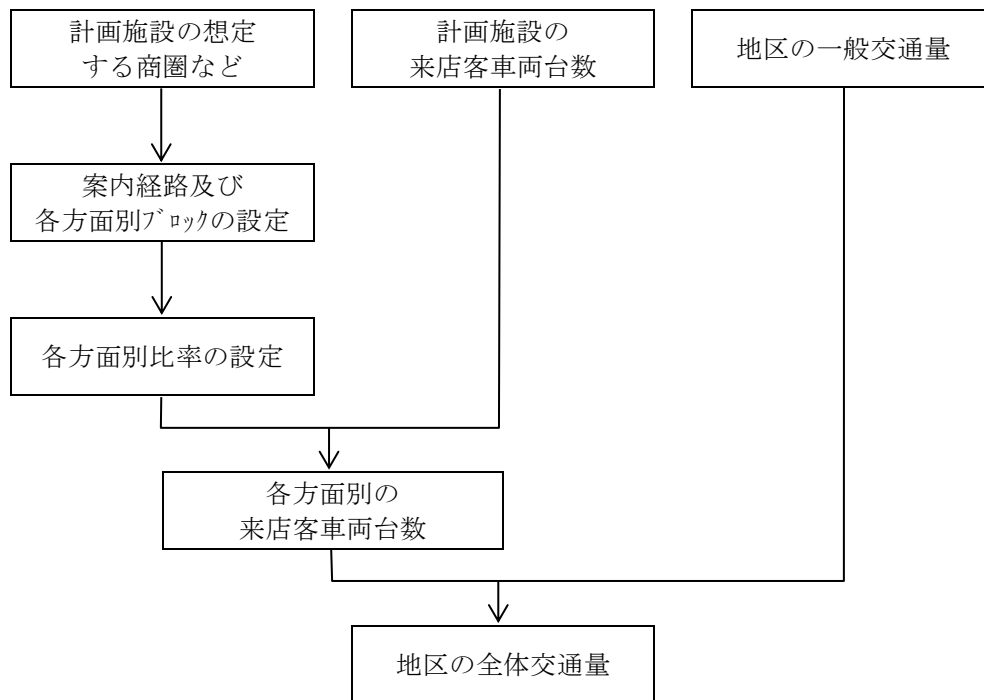 計画施設の想定
する商圏など
計画施設の
来店客車両台数
地区の一般交通量
案内経路及び
各方面別ﾌﾞﾛｯｸの設定
各方面別比率の設定
各方面別の
来店客車両台数
地区の全体交通量